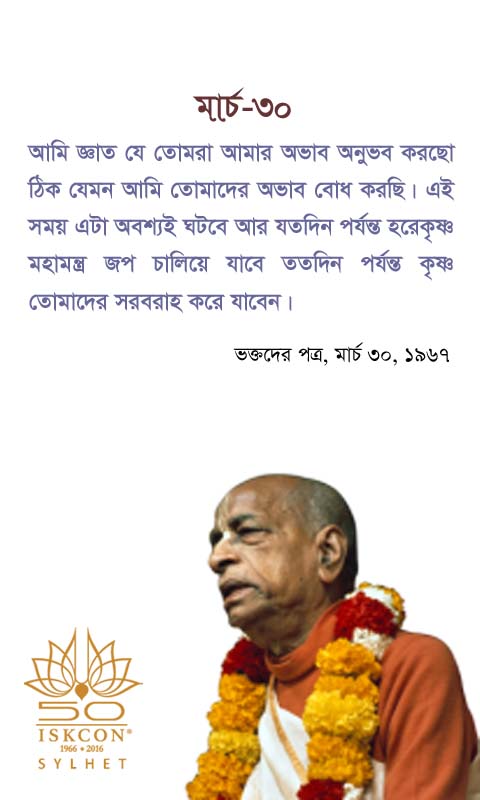 মার্চ-৩০
আমি জ্ঞাত যে তোমরা আমার অভাব অনুভব করছো
ঠিক যেমন আমি তোমাদের অভাব বোধ করছি। এই
সময় এটা অবশ্যই ঘটবে আর যতদিন পর্যন্ত হরেকৃষ্ণ
মহামন্ত্র জপ চালিয়ে যাবে ততদিন পর্যন্ত কৃষ্ণ
তোমাদের সরবরাহ করে যাবেন।
ভক্তদের পত্র, মার্চ ৩০, ১৯৬৭
50
ISKCON®
1966 • 2016
SYLHET